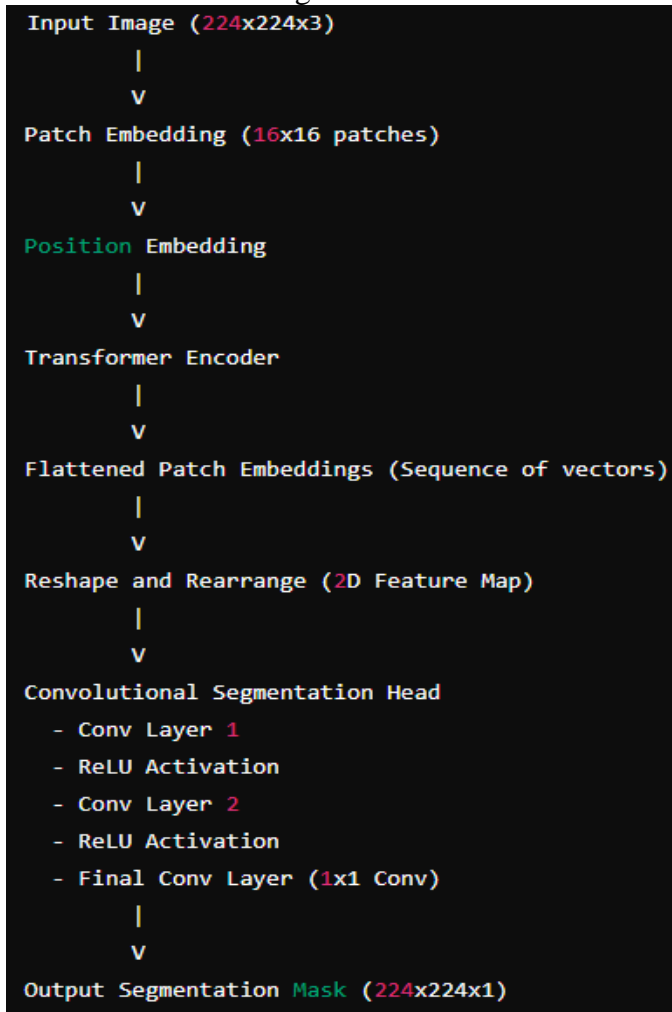 Input Image (224x224x3)
|
v
Patch Embedding (16x16 patches)
|
v
Position Embedding
|
v
Transformer Encoder
|
v
Flattened Patch Embeddings (Sequence of vectors)
|
v
Reshape and Rearrange (2D Feature Map)
|
v
Convolutional Segmentation Head
- Conv Layer 1
- ReLU Activation
- Conv Layer 2
- ReLU Activation
- Final Conv Layer (1x1 Conv)
|
v
Output Segmentation Mask (224x224x1)